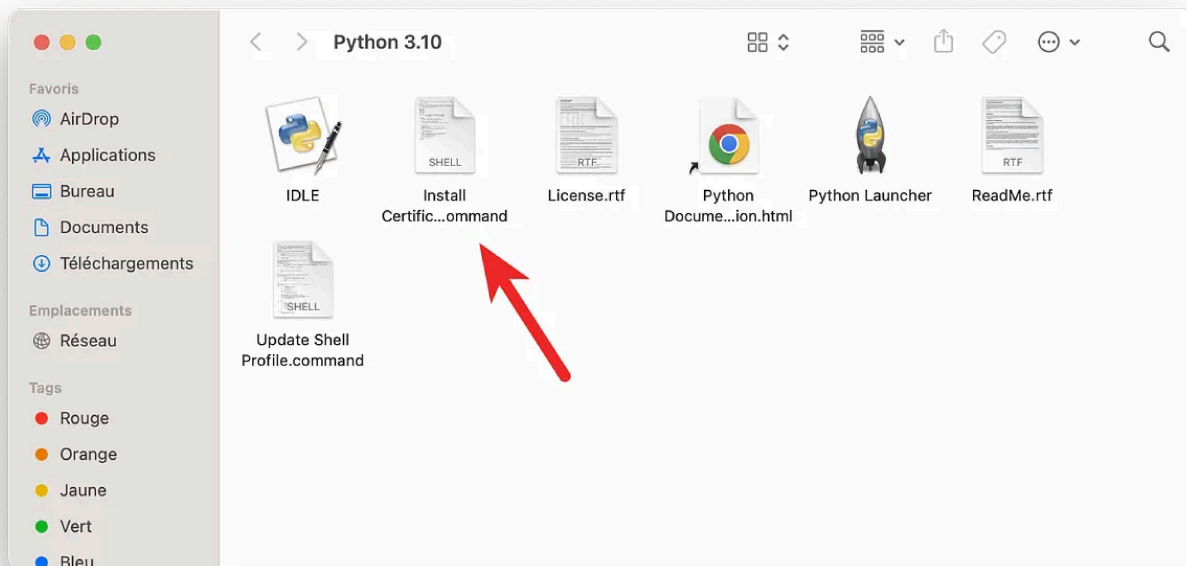 Python 3.10
Favoris
AirDrop
Applications
Bureau
Documents
Téléchargements
Emplacements
Réseau
Tags
Rouge
Orange
Jaune
Vert
Bleu
IDLE
SHELL
Install
Certific...ommand
RTF
License.rtf
Python
Docume...ion.html
Python Launcher
RTF
ReadMe.rtf
SHELL
Update Shell
Profile.command